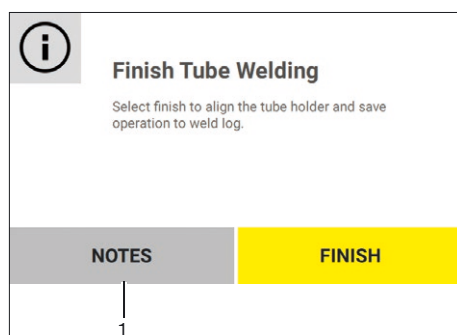 Finish Tube Welding
Select finish to align the tube holder and save
operation to weld log.
NOTES FINISH
1